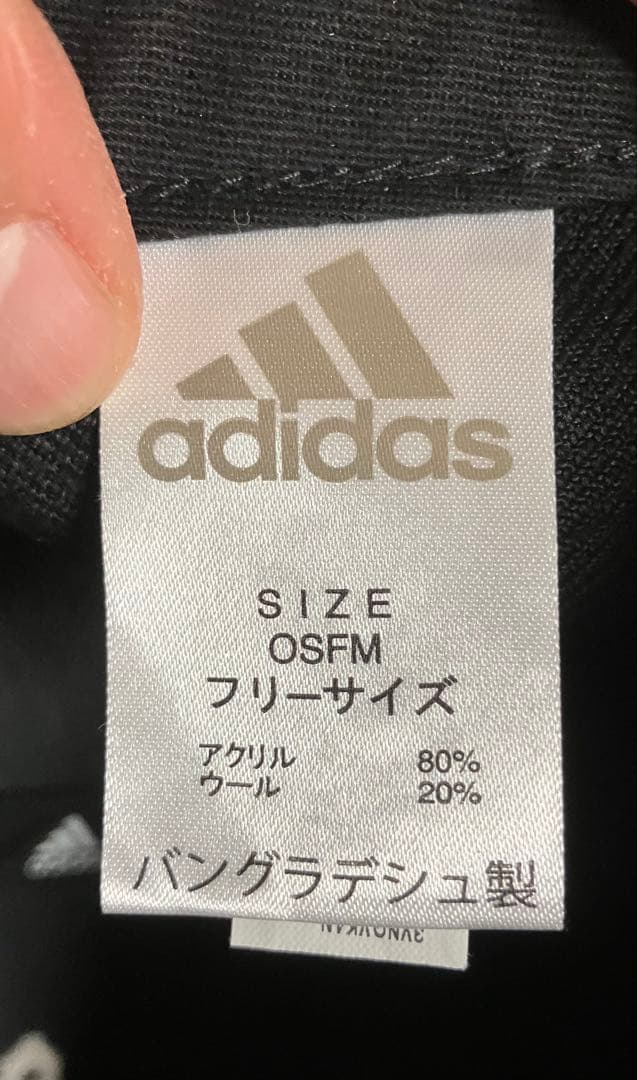 adidas
SIZE
OSFM
フリーサイズ
アクリル 80%
ウール 20%
バングラデシュ製